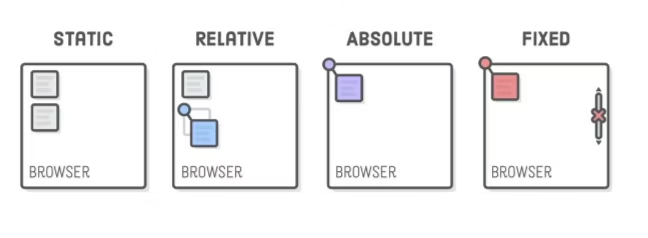 STATIC
RELATIVE
ABSOLUTE
FIXED
BROWSER
BROWSER
BROWSER
BROWSER